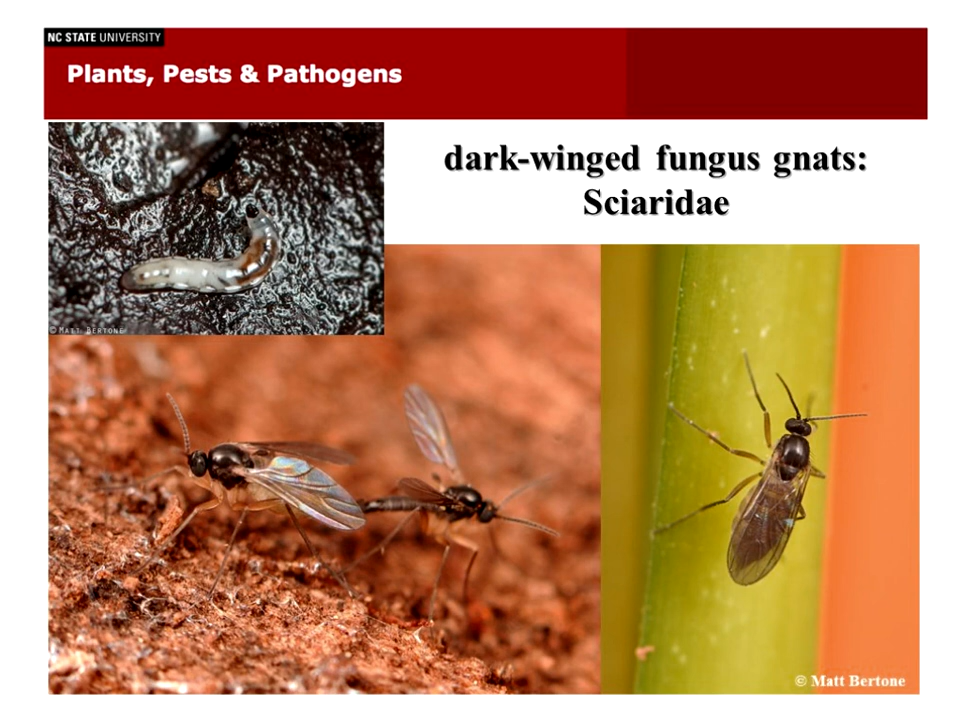 NC STATE UNIVERSITY
Plants, Pests & Pathogens
dark-winged fungus gnats:
Sciaridae
© MATT BERTONE
© Matt Bertone